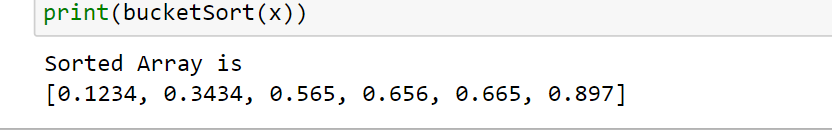 print(bucketSort(x))
Sorted Array is
[0.1234, 0.3434, 0.565, 0.656, 0.665, 0.897]